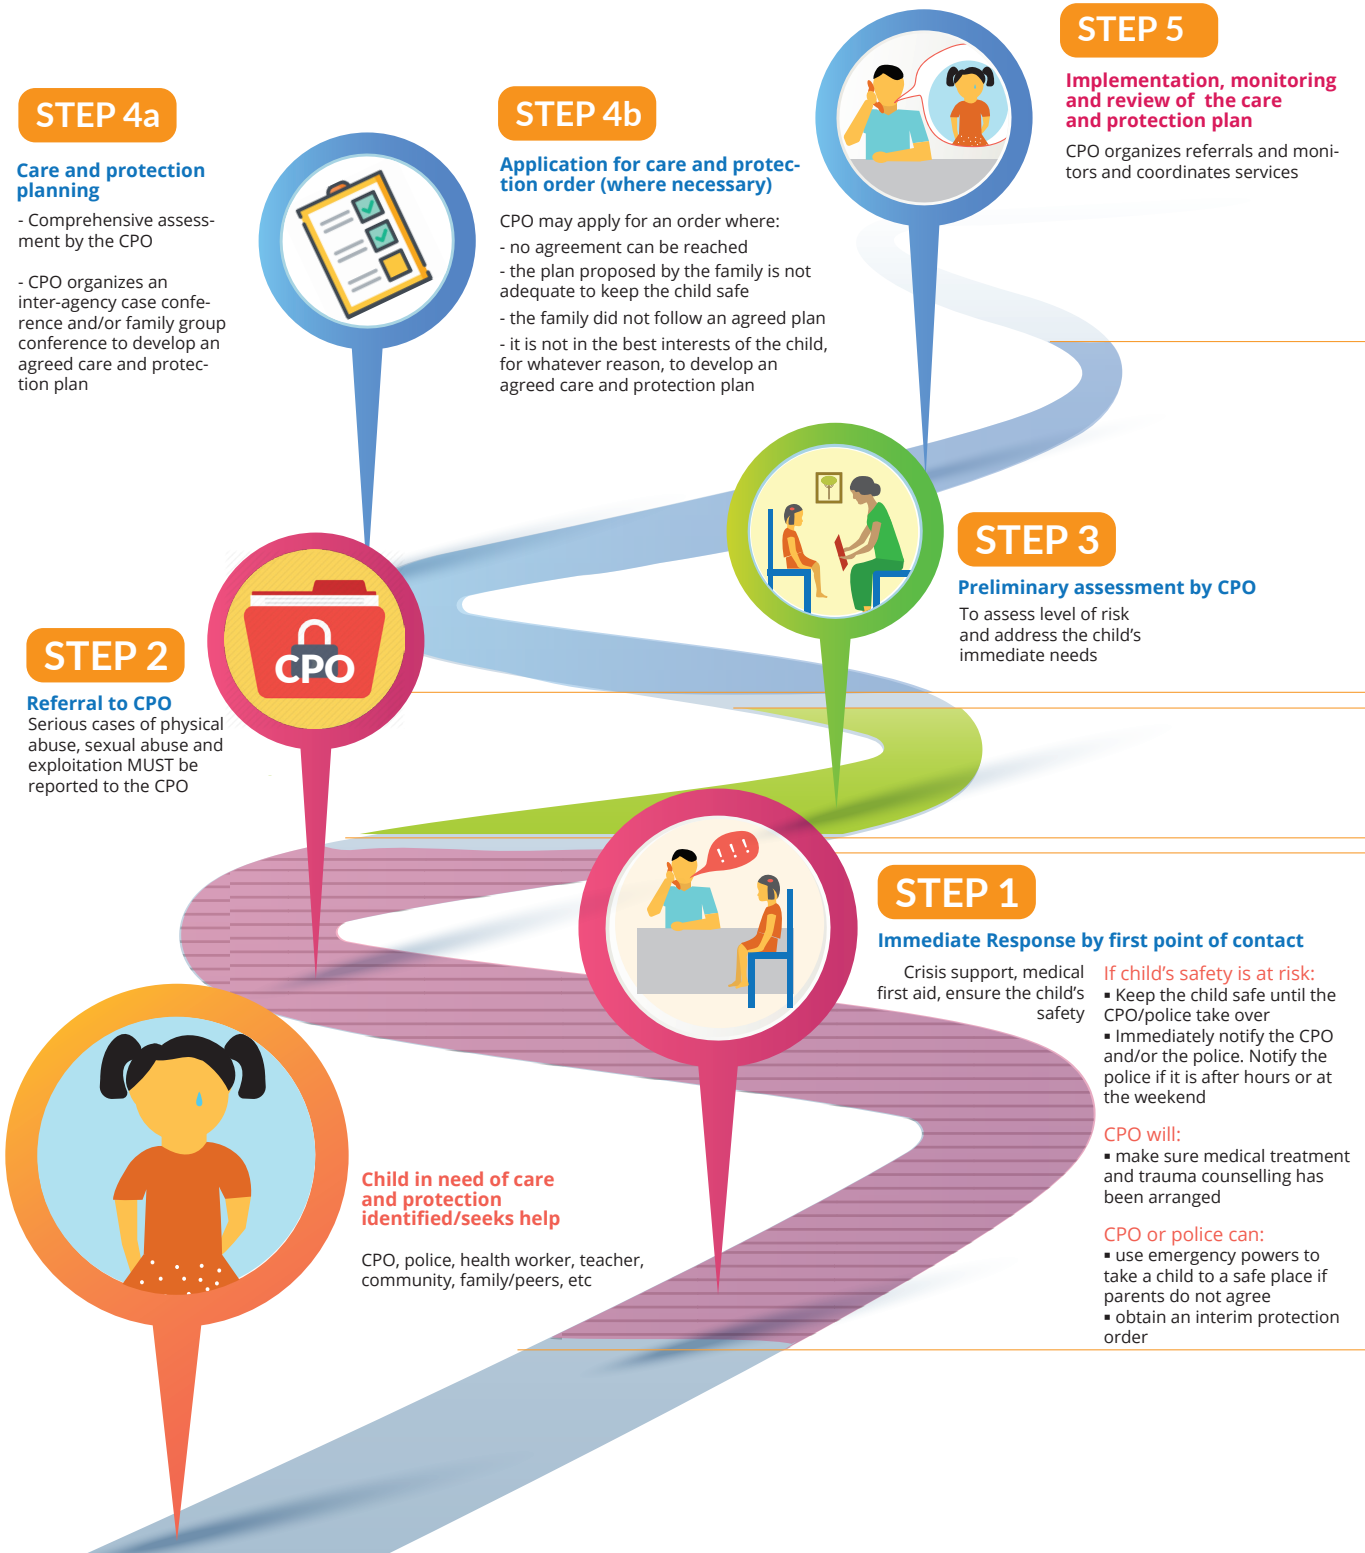 STEP 5
Implementation, monitoring
and review of the care
and protection plan
CPO organizes referrals and moni-
tors and coordinates services
STEP 4a
Care and protection
planning
- Comprehensive assess-
ment by the CPO
- CPO organizes an
inter-agency case confe-
rence and/or family group
conference to develop an
agreed care and protec-
tion plan
STEP 4b
Application for care and protec-
tion order (where necessary)
CPO may apply for an order where:
- no agreement can be reached
- the plan proposed by the family is not
adequate to keep the child safe
- the family did not follow an agreed plan
- it is not in the best interests of the child,
for whatever reason, to develop an
agreed care and protection plan
STEP 3
Preliminary assessment by CPO
To assess level of risk
and address the child's
immediate needs
CPO
STEP 2
Referral to CPO
Serious cases of physical
abuse, sexual abuse and
exploitation MUST be
reported to the CPO
! ! !
STEP 1
Immediate Response by first point of contact
Crisis support, medical
first aid, ensure the child's
safety
If child's safety is at risk:
▪ Keep the child safe until the
CPO/police take over
▪ Immediately notify the CPO
and/or the police. Notify the
police if it is after hours or at
the weekend
CPO will:
▪ make sure medical treatment
and trauma counselling has
been arranged
CPO or police can:
▪ use emergency powers to
take a child to a safe place if
parents do not agree
▪ obtain an interim protection
order
Child in need of care
and protection
identified/seeks help
CPO, police, health worker, teacher,
community, family/peers, etc